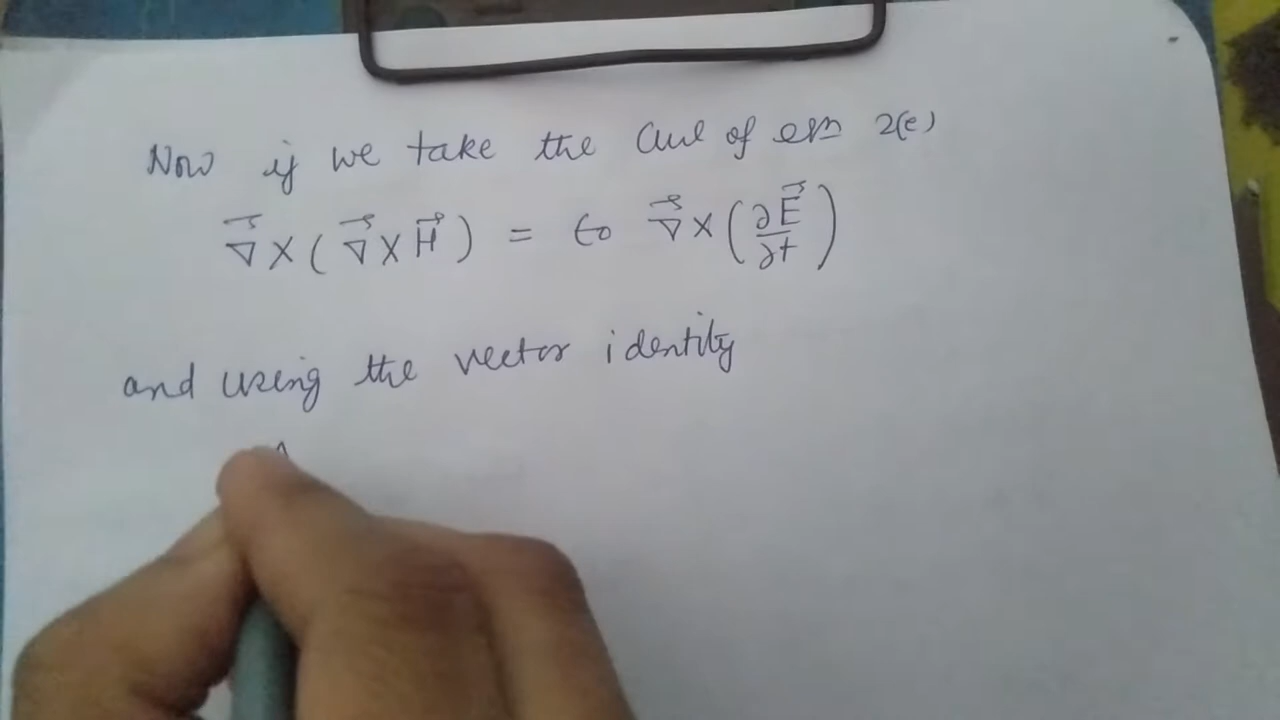 Now if we take the Curl of eqn 2(e)
∇⃗ × (∇⃗ × H⃗) = ε₀ ∇⃗ × (∂E⃗/∂t)
and using the vector identity